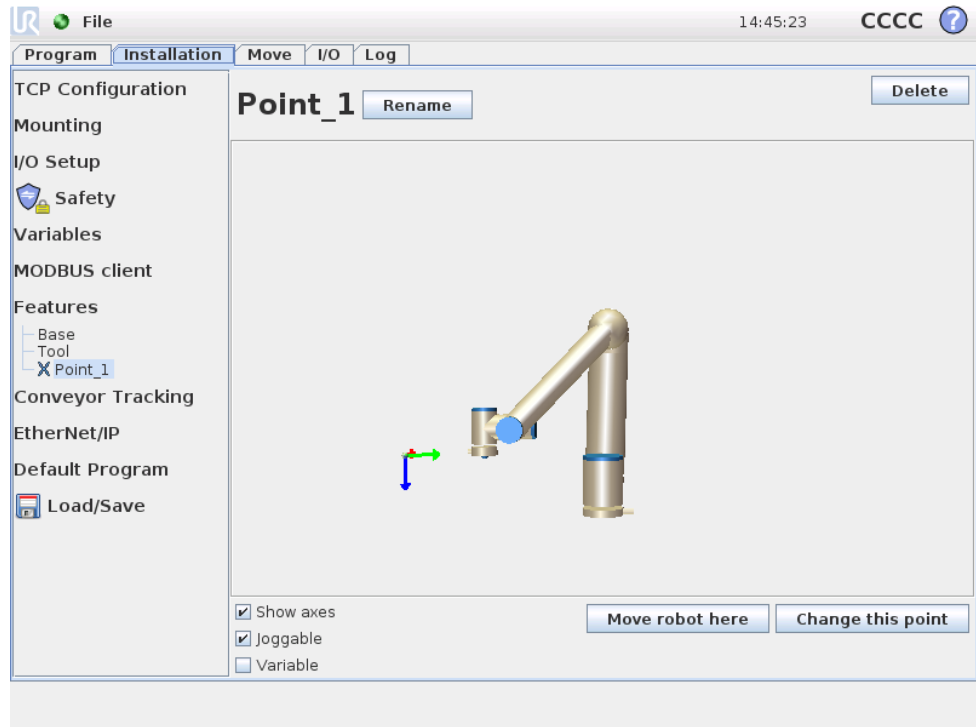 UR File 14:45:23 CCCC ?
Program Installation Move I/O Log
TCP Configuration
Mounting
I/O Setup
Safety
Variables
MODBUS client
Features
Base
Tool
Point_1
Conveyor Tracking
EtherNet/IP
Default Program
Load/Save
Point_1 Rename Delete
Show axes
Joggable
Variable
Move robot here Change this point